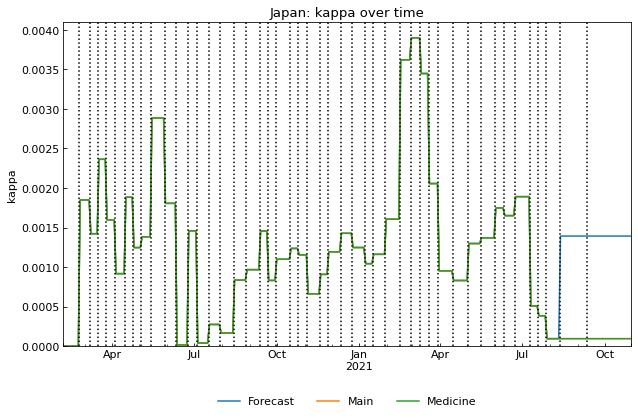 Japan: kappa over time
kappa
0.0040
0.0035
0.0030
0.0025
0.0020
0.0015
0.0010
0.0005
0.0000
Apr Jul Oct Jan Apr Jul Oct
2021
Forecast Main Medicine